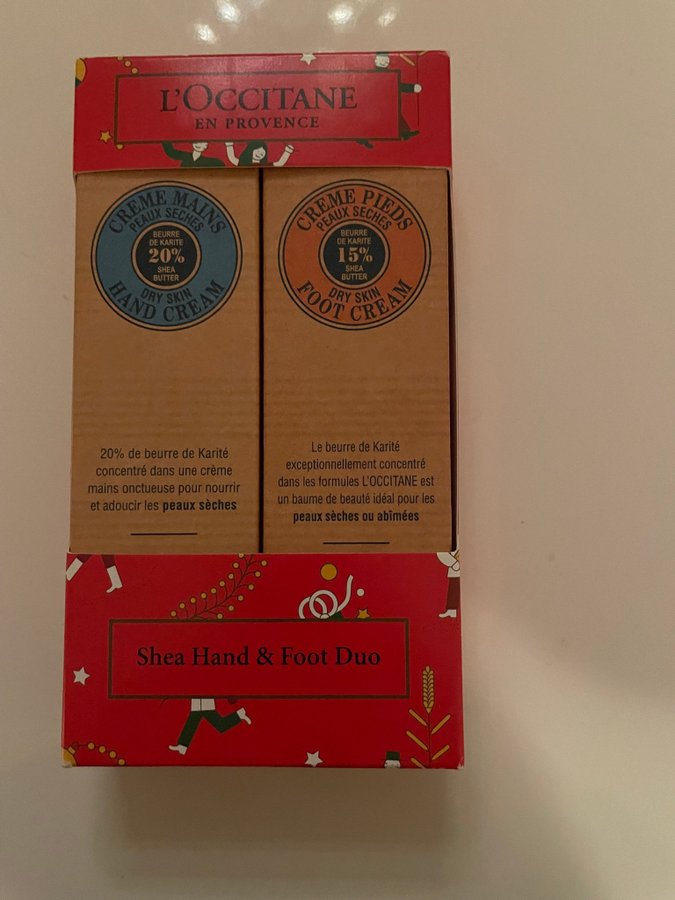 L'OCCITANE
EN PROVENCE
CREME MAINS
PEAUX SECHES
BEURRE
DE KARITE
20%
SHEA
BUTTER
DRY SKIN
HAND CREAM
20% de beurre de Karité
concentré dans une crème
mains onctueuse pour nourrir
et adoucir les peaux sèches
CREME PIEDS
PEAUX SECHES
BEURRE
DE KARITE
15%
SHEA
BUTTER
DRY SKIN
FOOT CREAM
Le beurre de Karité
exceptionnellement concentré
dans les formules L'OCCITANE est
un baume de beauté idéal pour les
peaux sèches ou abîmées
Shea Hand & Foot Duo